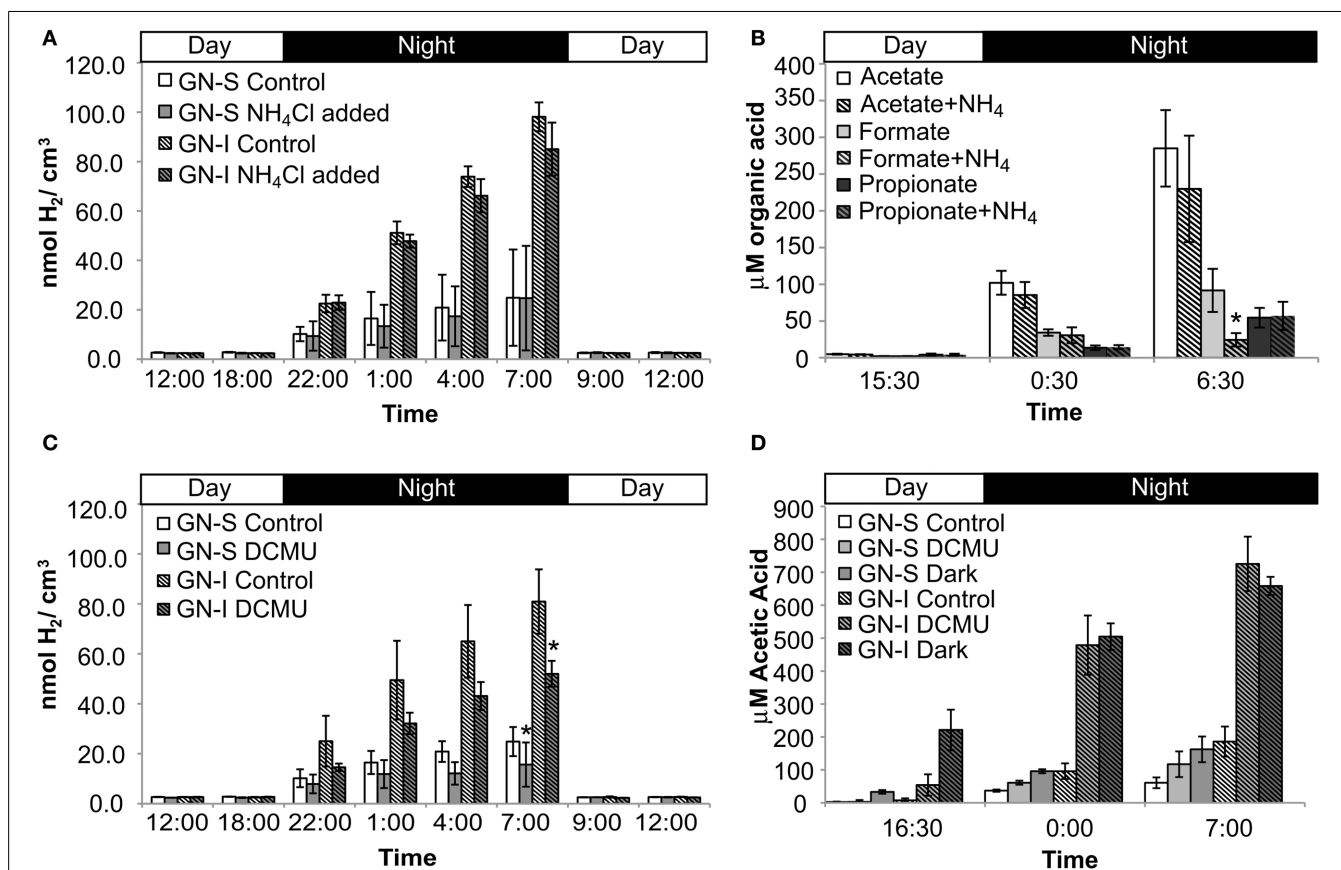 A
Day Night Day
nmol H2/ cm3
120.0
100.0
80.0
60.0
40.0
20.0
0.0
GN-S Control
GN-S NH4Cl added
GN-I Control
GN-I NH4Cl added
12:00 18:00 22:00 1:00 4:00 7:00 9:00 12:00
Time
B
Day Night
μM organic acid
400
350
300
250
200
150
100
50
0
Acetate
Acetate+NH4
Formate
Formate+NH4
Propionate
Propionate+NH4
*
15:30 0:30 6:30
Time
C
Day Night Day
nmol H2/ cm3
120.0
100.0
80.0
60.0
40.0
20.0
0.0
GN-S Control
GN-S DCMU
GN-I Control
GN-I DCMU
*
*
12:00 18:00 22:00 1:00 4:00 7:00 9:00 12:00
Time
D
Day Night
μM Acetic Acid
900
800
700
600
500
400
300
200
100
0
GN-S Control
GN-S DCMU
GN-S Dark
GN-I Control
GN-I DCMU
GN-I Dark
16:30 0:00 7:00
Time